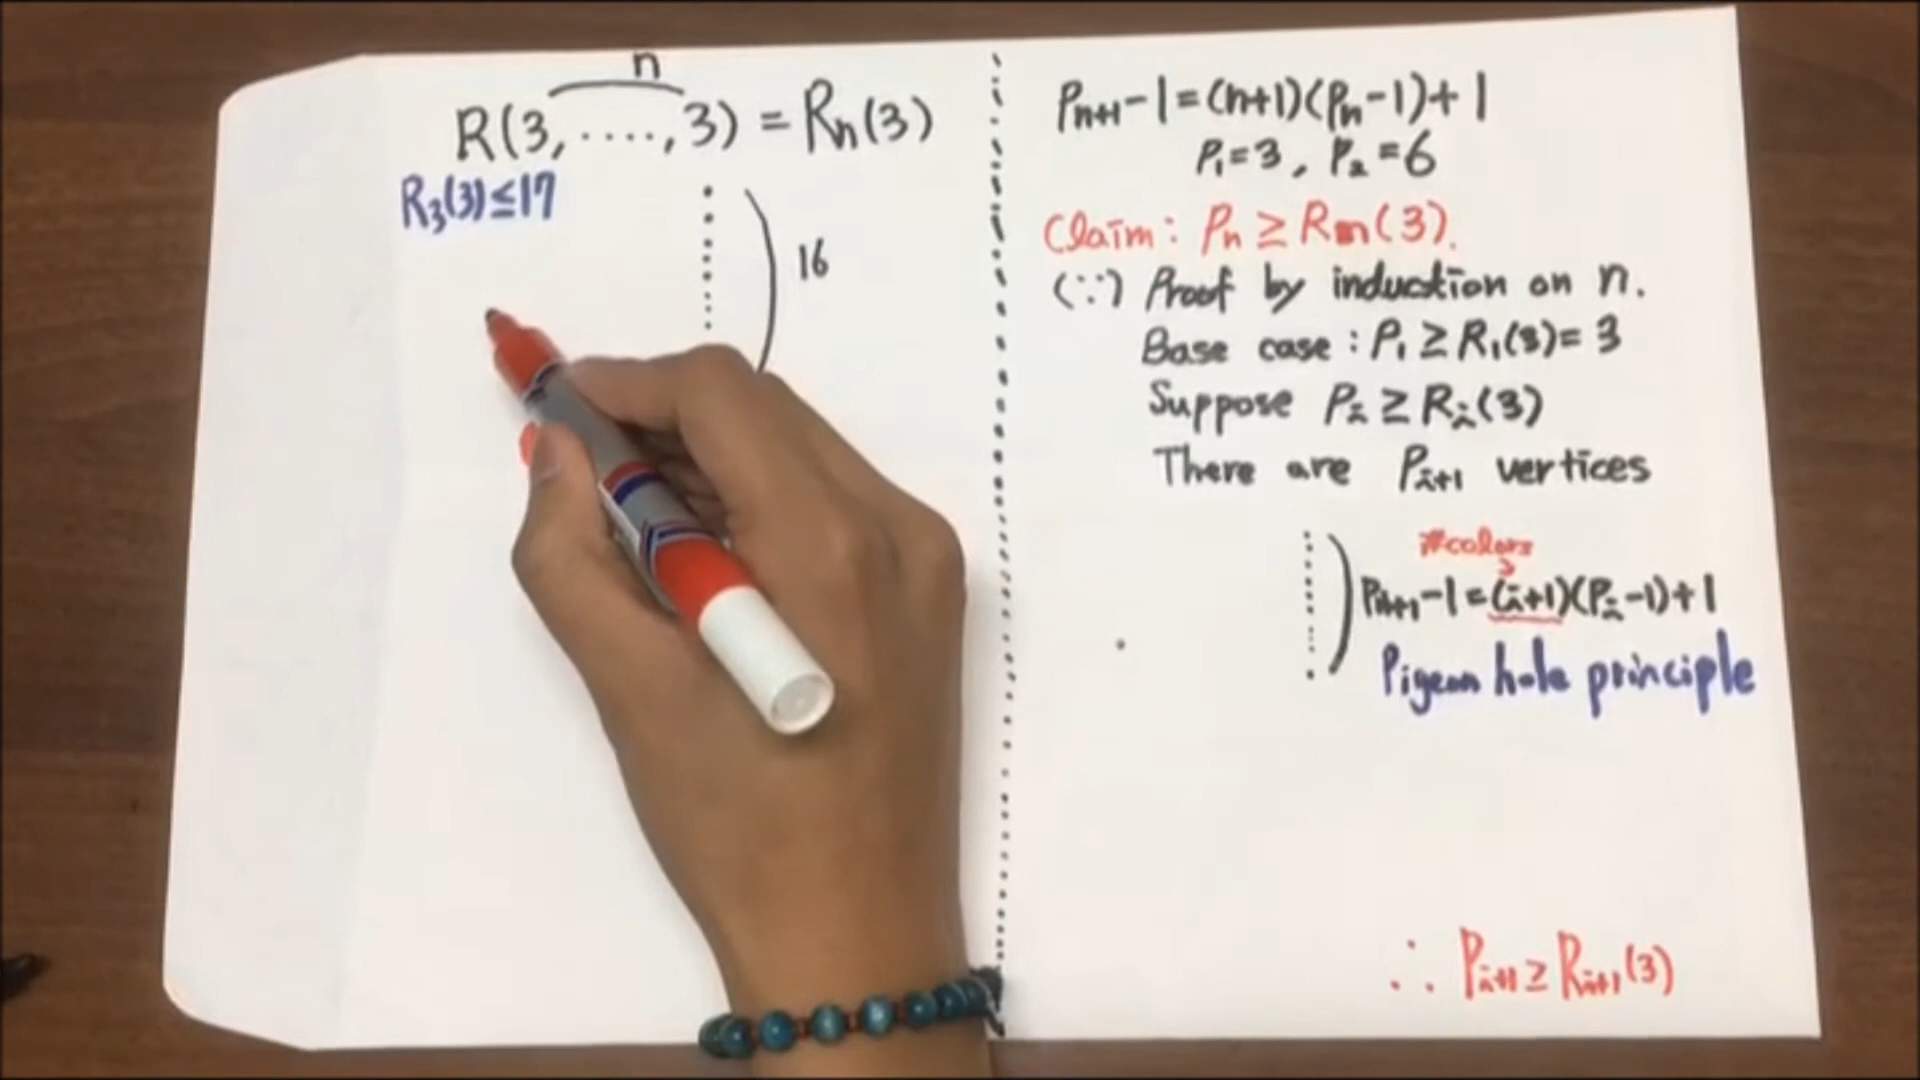 n
R(3, ....., 3) = Rn(3)
R3(3) ≤ 17
16
Pn+1 - 1 = (n+1)(Pn - 1) + 1
P1 = 3, P2 = 6
Claim: Pn ≥ Rn(3).
(∵) Proof by induction on n.
Base case: P1 ≥ R1(3) = 3
Suppose Pi ≥ Ri(3)
There are Pi+1 vertices
#colors
Pi+1 - 1 = (i+1)(Pi - 1) + 1
Pigeon hole principle
∴ Pi+1 ≥ Ri+1(3)